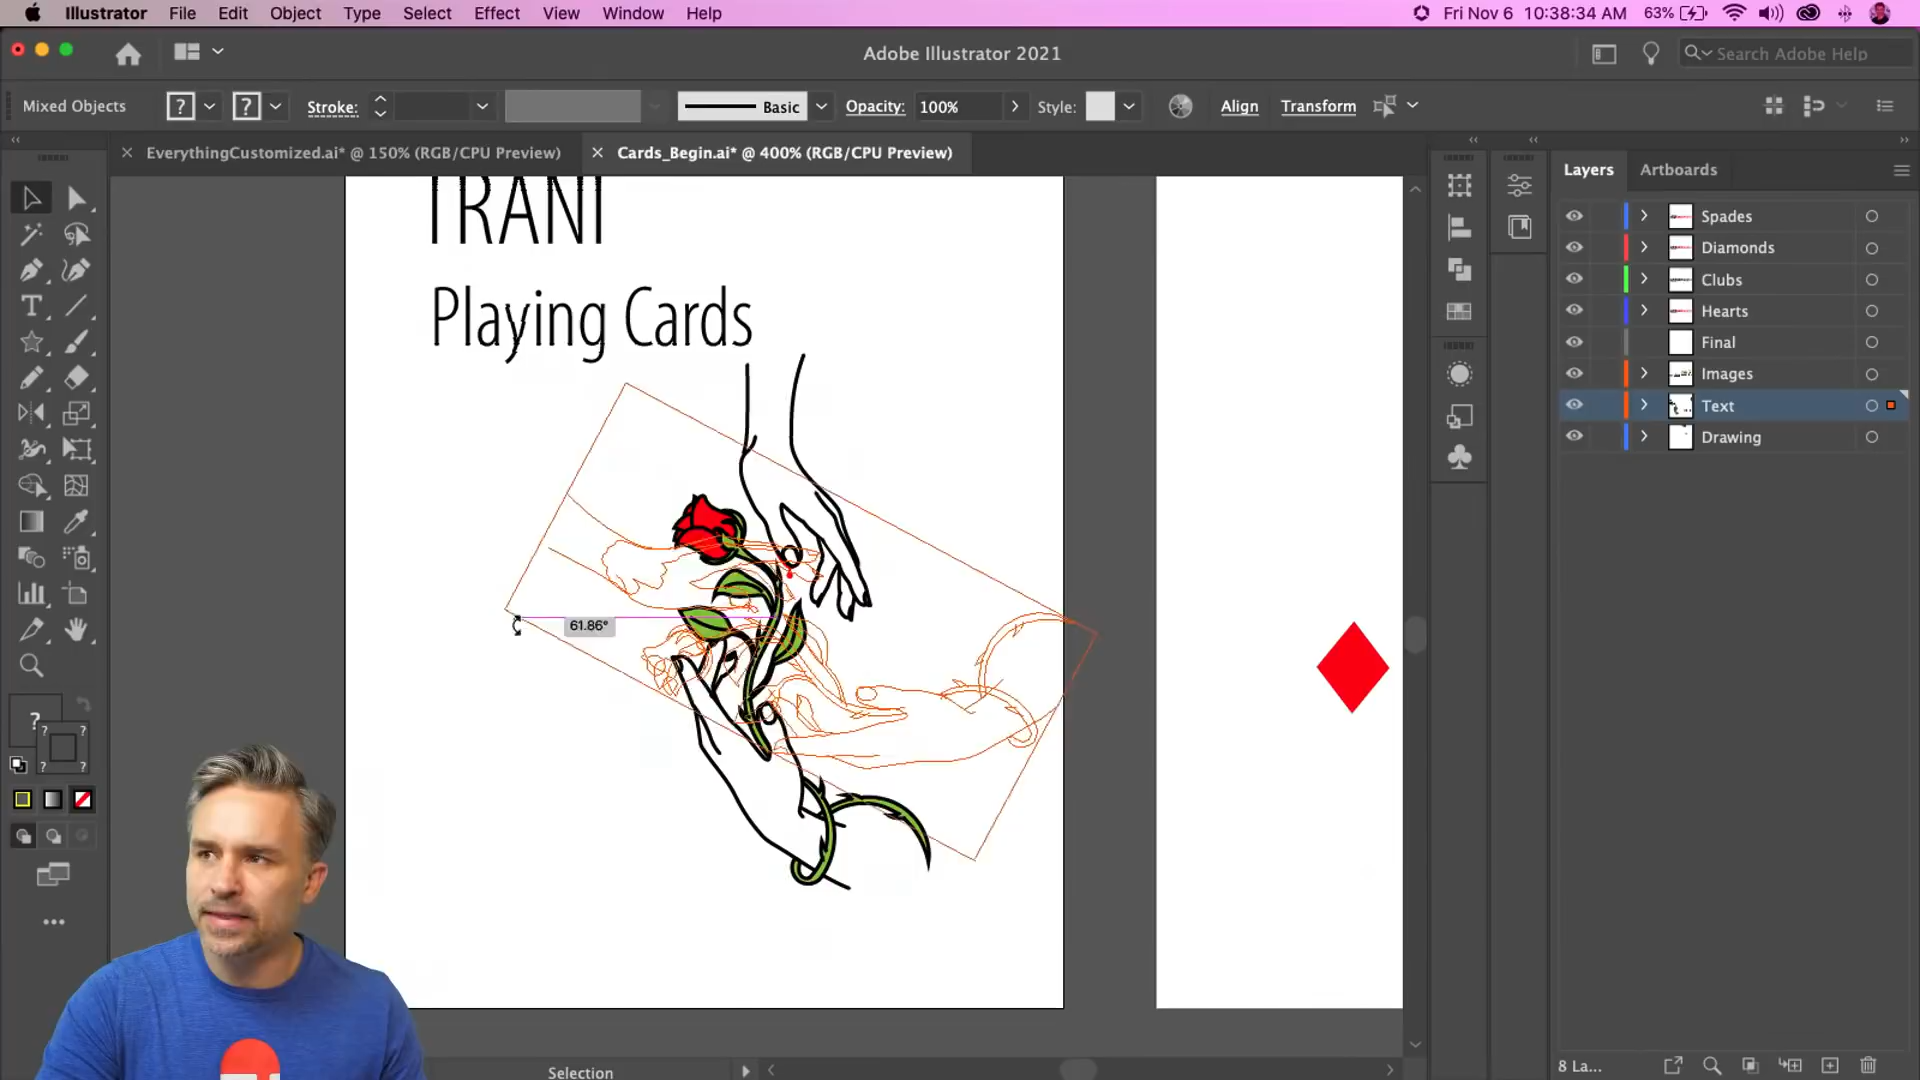 Illustrator File Edit Object Type Select Effect View Window Help Fri Nov 6 10:38:34 AM 63%
Adobe Illustrator 2021 Search Adobe Help
Mixed Objects ? ? Stroke: Basic Opacity: 100% Style: Align Transform
EverythingCustomized.ai* @ 150% (RGB/CPU Preview) Cards_Begin.ai* @ 400% (RGB/CPU Preview)
Layers Artboards
TRANI
Playing Cards
61.86°
Spades
Diamonds
Clubs
Hearts
Final
Images
Text
Drawing
T
?
? ?
? ?
Selection
8 La...